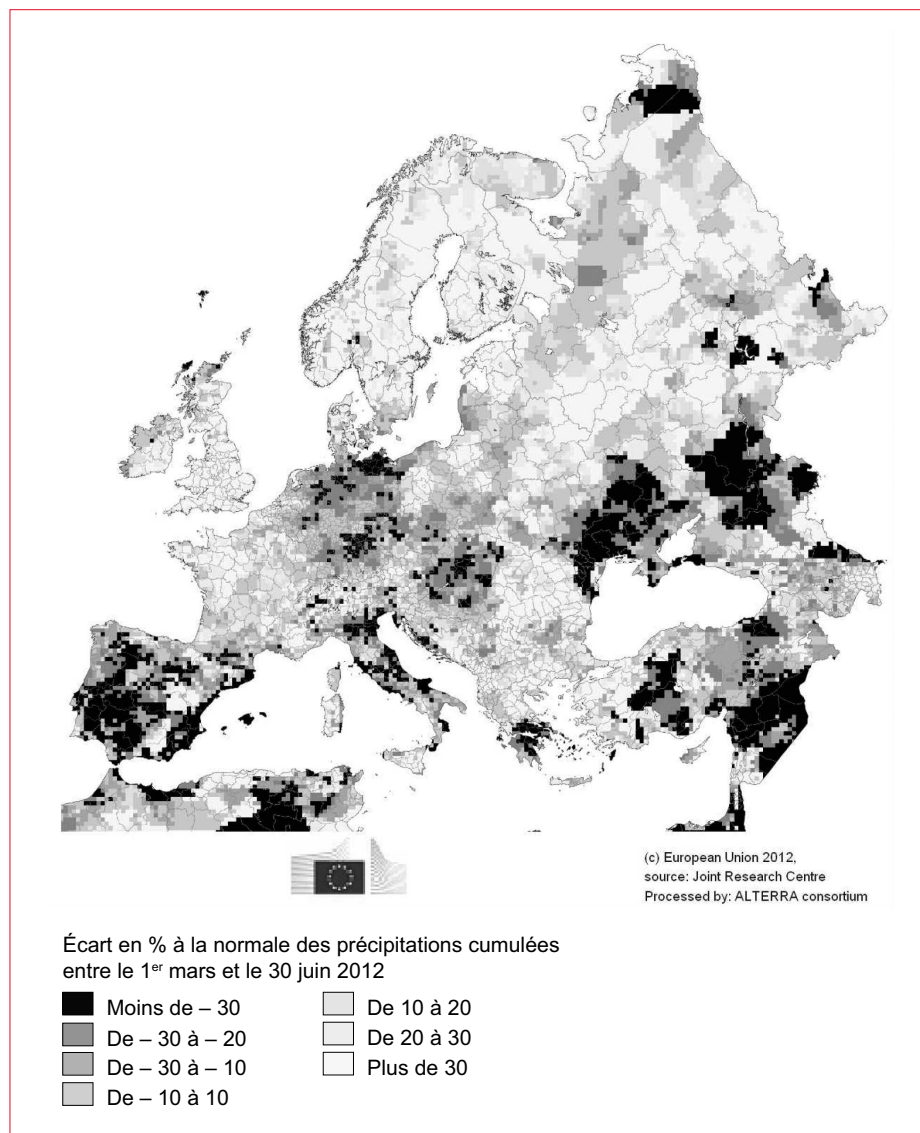 (c) European Union 2012,
source: Joint Research Centre
Processed by: ALTERRA consortium
Écart en % à la normale des précipitations cumulées
entre le 1er mars et le 30 juin 2012
Moins de – 30
De – 30 à – 20
De – 30 à – 10
De – 10 à 10
De 10 à 20
De 20 à 30
Plus de 30